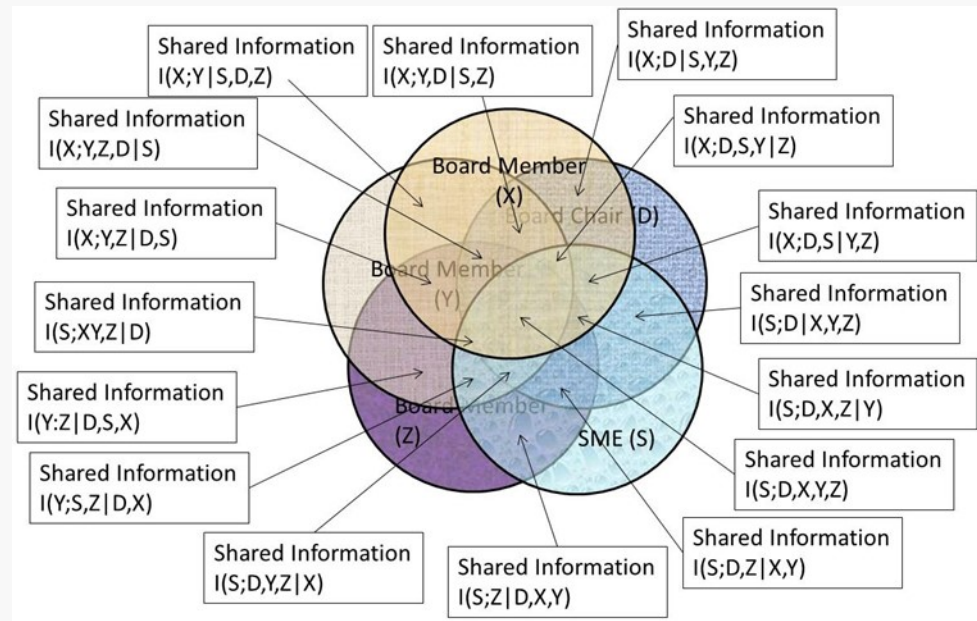 Shared Information
I(X;Y|S,D,Z)
Shared Information
I(X;Y,D|S,Z)
Shared Information
I(X;D|S,Y,Z)
Shared Information
I(X;Y,Z,D|S)
Shared Information
I(X;D,S,Y|Z)
Board Member
(X)
Board Chair (D)
Shared Information
I(X;Y,Z|D,S)
Shared Information
I(X;D,S|Y,Z)
Board Member
(Y)
Shared Information
I(S;XY,Z|D)
Shared Information
I(S;D|X,Y,Z)
Shared Information
I(Y:Z|D,S,X)
Shared Information
I(S;D,X,Z|Y)
Board Member
(Z)
SME (S)
Shared Information
I(Y;S,Z|D,X)
Shared Information
I(S;D,X,Y,Z)
Shared Information
I(S;D,Y,Z|X)
Shared Information
I(S;Z|D,X,Y)
Shared Information
I(S;D,Z|X,Y)